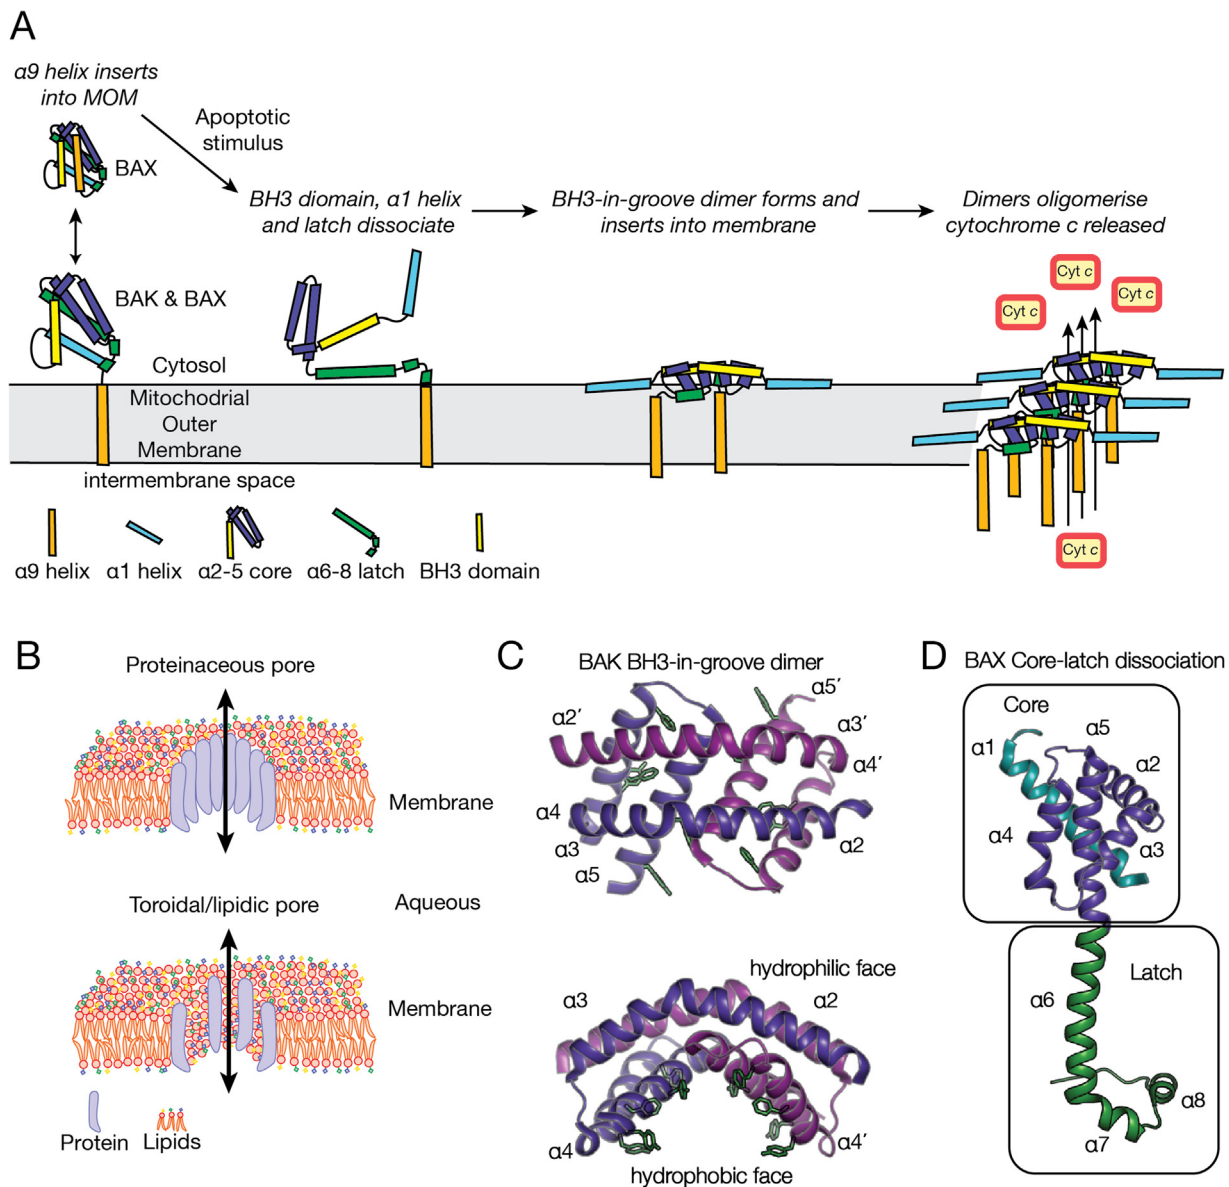 A
α9 helix inserts
into MOM
Apoptotic
stimulus
BAX
BH3 diomain, α1 helix
and latch dissociate
BH3-in-groove dimer forms and
inserts into membrane
Dimers oligomerise
cytochrome c released
BAK & BAX
Cyt c
Cyt c
Cyt c
Cytosol
Mitochodrial
Outer
Membrane
intermembrane space
Cyt c
α9 helix
α1 helix
α2-5 core
α6-8 latch
BH3 domain
B
Proteinaceous pore
Membrane
Aqueous
Toroidal/lipidic pore
Membrane
Protein
Lipids
C
BAK BH3-in-groove dimer
α5′
α2′
α3′
α4′
α4
α3
α5
α2
hydrophilic face
α3
α2
α4
α4′
hydrophobic face
D
BAX Core-latch dissociation
Core
α1
α5
α2
α4
α3
Latch
α6
α8
α7